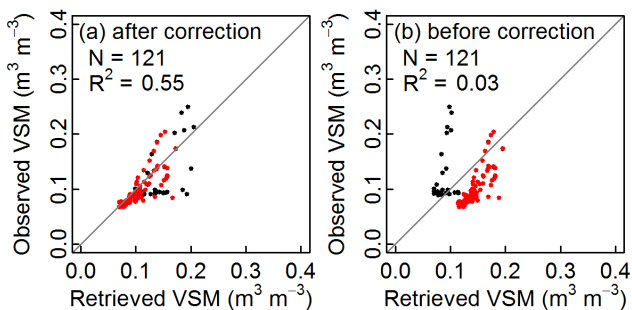 (a) after correction
N = 121
R² = 0.55
Observed VSM (m³ m⁻³)
0.0 0.1 0.2 0.3 0.4
0.0 0.1 0.2 0.3 0.4
Retrieved VSM (m³ m⁻³)
(b) before correction
N = 121
R² = 0.03
Observed VSM (m³ m⁻³)
0.0 0.1 0.2 0.3 0.4
0.0 0.1 0.2 0.3 0.4
Retrieved VSM (m³ m⁻³)